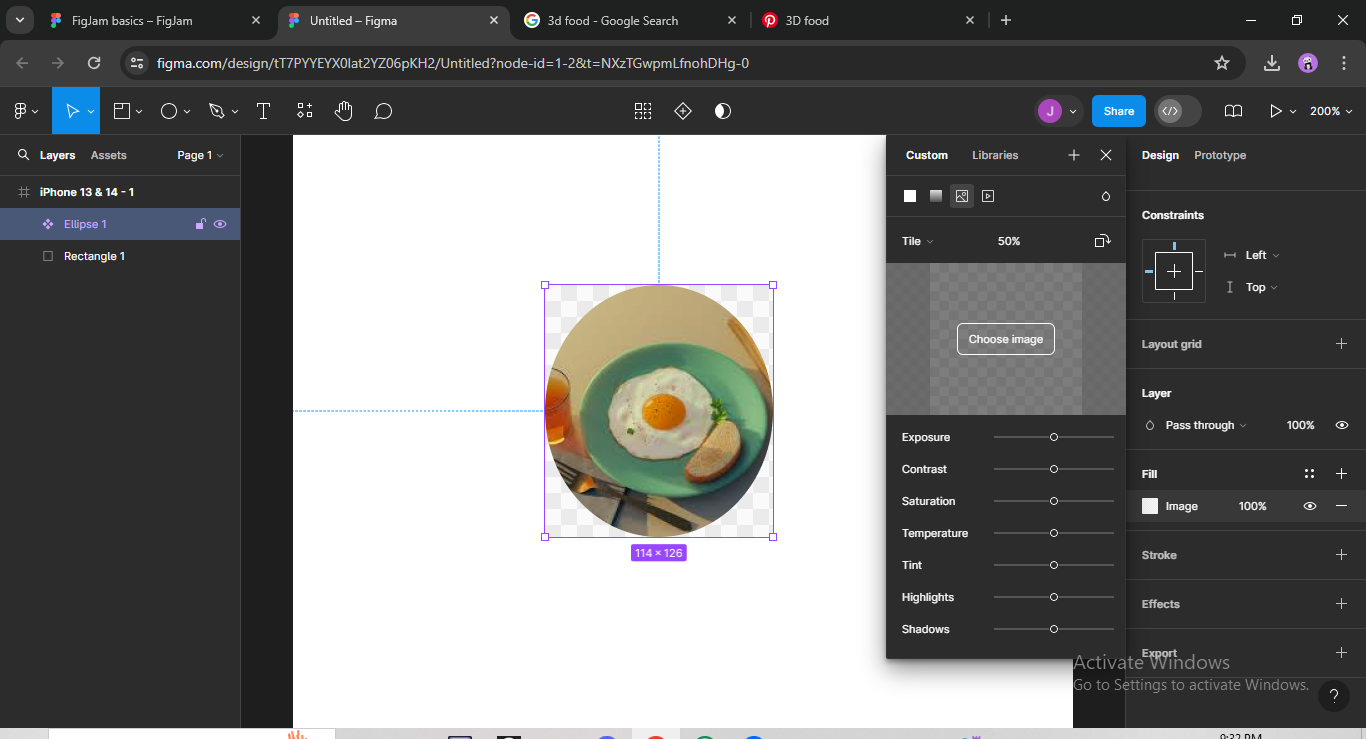 FigJam basics – FigJam
Untitled – Figma
3d food - Google Search
3D food
figma.com/design/tT7PYYEYX0lat2YZ06pKH2/Untitled?node-id=1-2&t=NXzTGwpmLfnohDHg-0
J
Share
200%
Layers Assets Page 1
iPhone 13 & 14 - 1
Ellipse 1
Rectangle 1
114 × 126
Custom Libraries
Tile 50%
Choose image
Exposure
Contrast
Saturation
Temperature
Tint
Highlights
Shadows
Design Prototype
Constraints
Left
Top
Layout grid
Layer
Pass through 100%
Fill
Image 100%
Stroke
Effects
Export
Activate Windows
Go to Settings to activate Windows.
?
9:22 PM